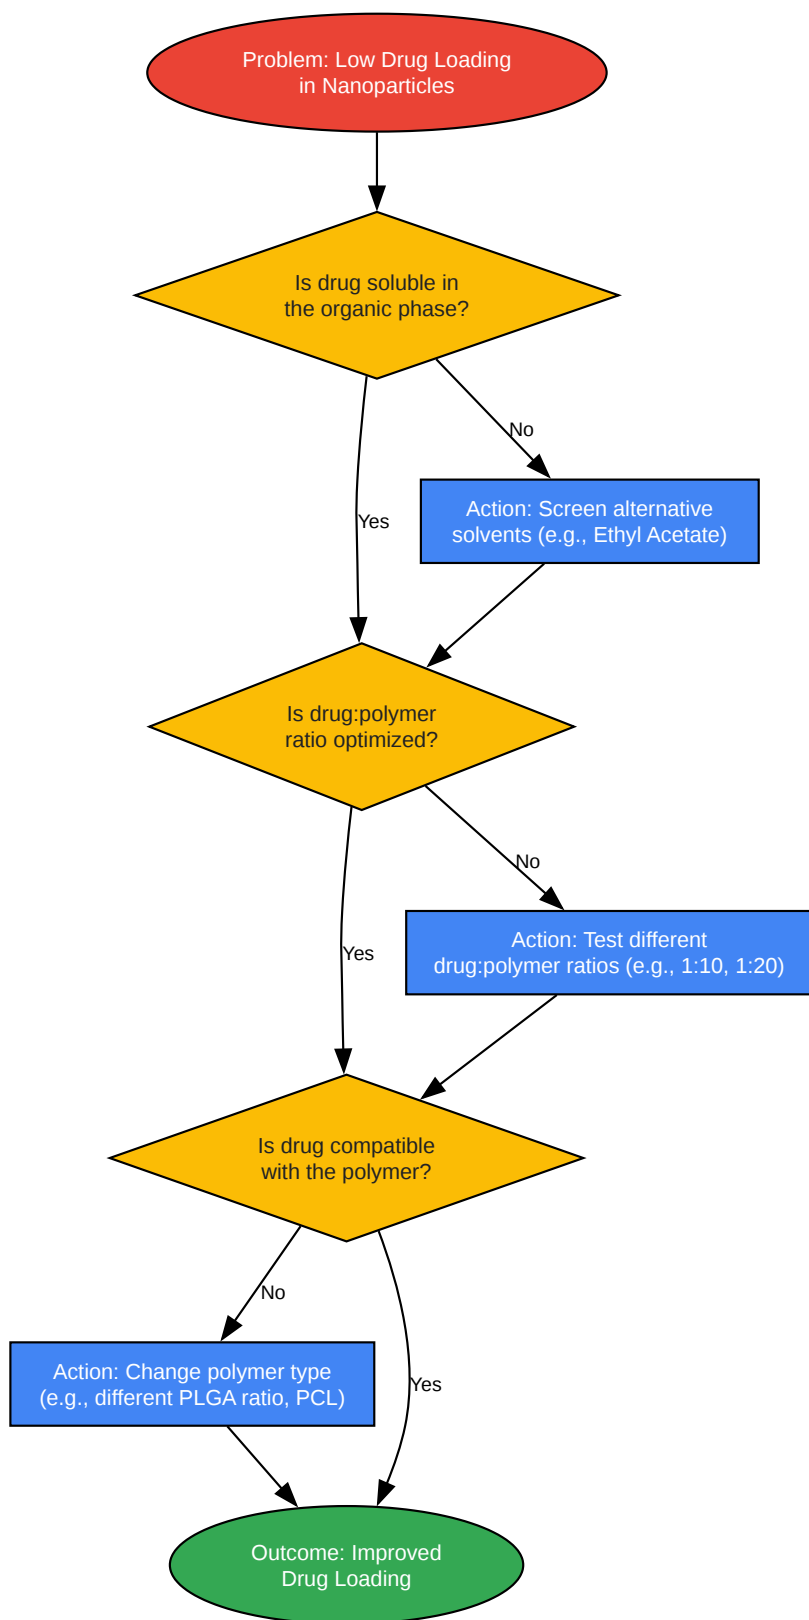 Problem: Low Drug Loading
in Nanoparticles
Is drug soluble in
the organic phase?
No
Action: Screen alternative
solvents (e.g., Ethyl Acetate)
Yes
Is drug:polymer
ratio optimized?
No
Action: Test different
drug:polymer ratios (e.g., 1:10, 1:20)
Yes
Is drug compatible
with the polymer?
No
Action: Change polymer type
(e.g., different PLGA ratio, PCL)
Yes
Outcome: Improved
Drug Loading